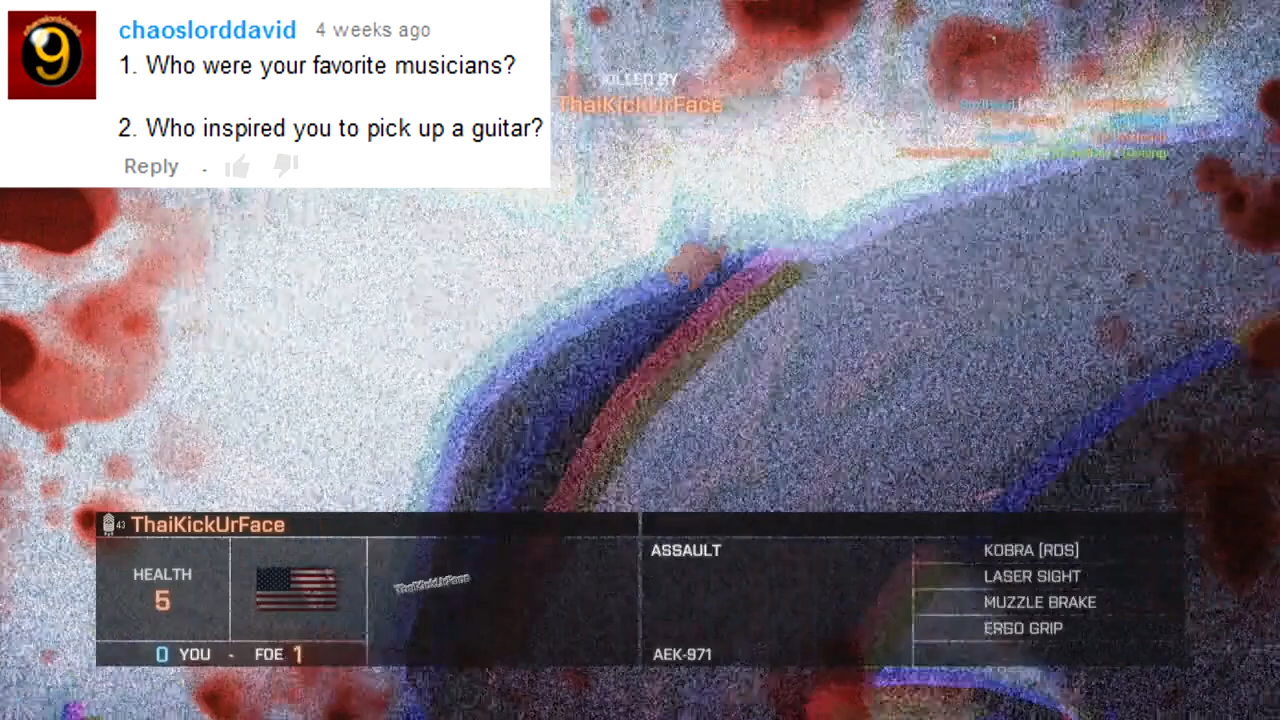 chaoslorddavid 4 weeks ago
1. Who were your favorite musicians?
2. Who inspired you to pick up a guitar?
Reply .
KILLED BY
ThaiKickUrFace
43 ThaiKickUrFace
HEALTH
5
ThaiKickUrFace
0 YOU - FOE 1
ASSAULT
AEK-971
KOBRA [RDS]
LASER SIGHT
MUZZLE BRAKE
ERGO GRIP